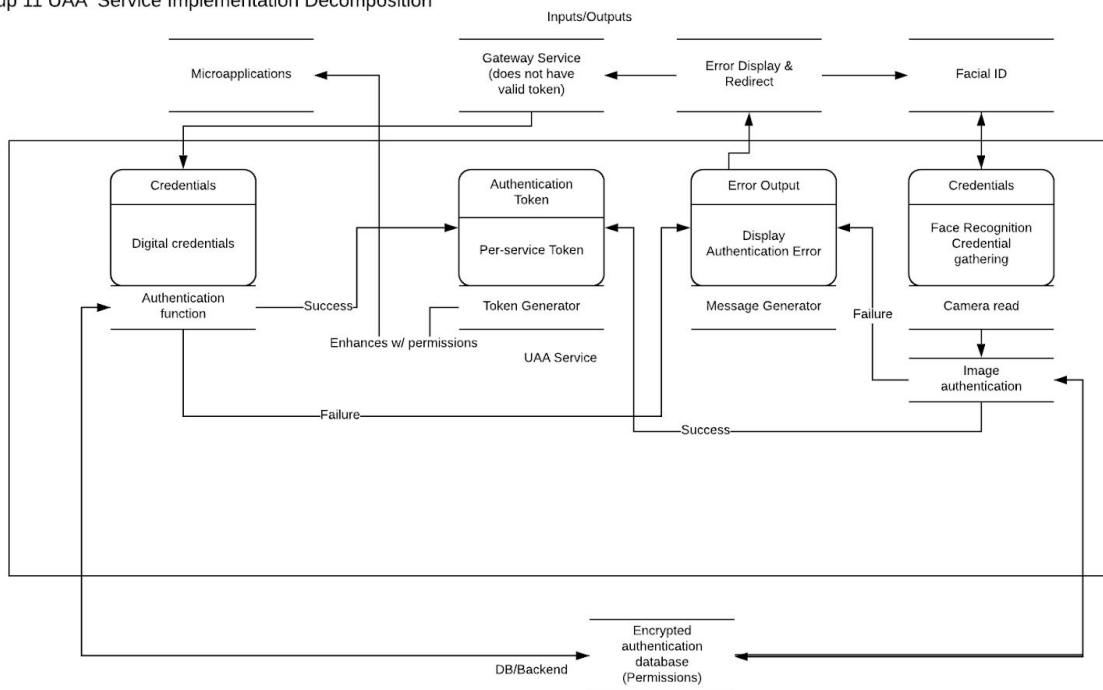 up 11 UAA Service Implementation Decomposition
Inputs/Outputs
Microapplications
Gateway Service
(does not have
valid token)
Error Display &
Redirect
Facial ID
Credentials
Digital credentials
Authentication
function
Authentication
Token
Per-service Token
Token Generator
Error Output
Display
Authentication Error
Message Generator
Credentials
Face Recognition
Credential
gathering
Camera read
Success
Failure
Enhances w/ permissions
UAA Service
Image
authentication
Failure
Success
Encrypted
authentication
database
(Permissions)
DB/Backend